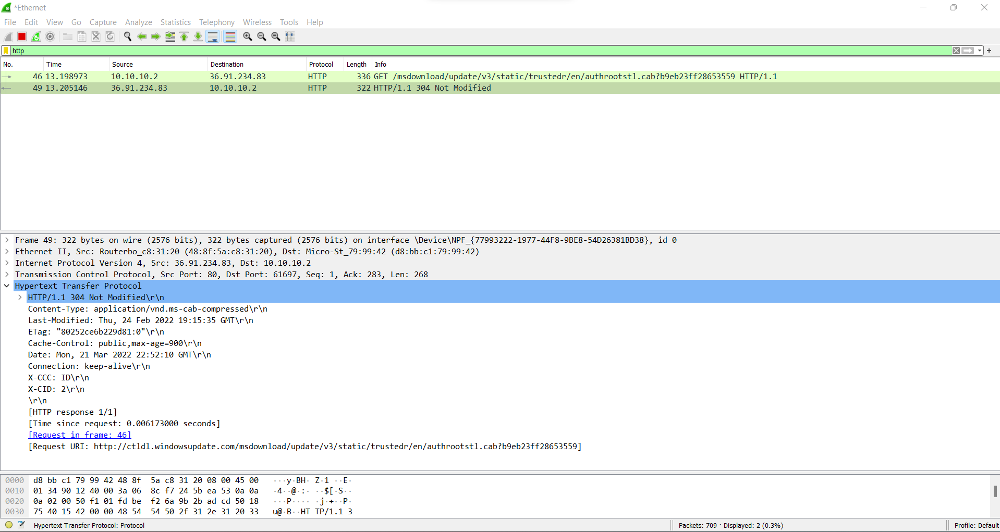 *Ethernet
File Edit View Go Capture Analyze Statistics Telephony Wireless Tools Help
http
No. Time Source Destination Protocol Length Info
46 13.198973 10.10.10.2 36.91.234.83 HTTP 336 GET /msdownload/update/v3/static/trustedr/en/authrootstl.cab?b9eb23ff28653559 HTTP/1.1
49 13.205146 36.91.234.83 10.10.10.2 HTTP 322 HTTP/1.1 304 Not Modified
Frame 49: 322 bytes on wire (2576 bits), 322 bytes captured (2576 bits) on interface \Device\NPF_{77993222-1977-44F8-9BE8-54D26381BD38}, id 0
Ethernet II, Src: Routerbo_c8:31:20 (48:8f:5a:c8:31:20), Dst: Micro-St_79:99:42 (d8:bb:c1:79:99:42)
Internet Protocol Version 4, Src: 36.91.234.83, Dst: 10.10.10.2
Transmission Control Protocol, Src Port: 80, Dst Port: 61697, Seq: 1, Ack: 283, Len: 268
Hypertext Transfer Protocol
HTTP/1.1 304 Not Modified\r\n
Content-Type: application/vnd.ms-cab-compressed\r\n
Last-Modified: Thu, 24 Feb 2022 19:15:35 GMT\r\n
ETag: "80252ce6b229d81:0"\r\n
Cache-Control: public,max-age=900\r\n
Date: Mon, 21 Mar 2022 22:52:10 GMT\r\n
Connection: keep-alive\r\n
X-CCC: ID\r\n
X-CID: 2\r\n
\r\n
[HTTP response 1/1]
[Time since request: 0.006173000 seconds]
[Request in frame: 46]
[Request URI: http://ctldl.windowsupdate.com/msdownload/update/v3/static/trustedr/en/authrootstl.cab?b9eb23ff28653559]
0000 d8 bb c1 79 99 42 48 8f 5a c8 31 20 08 00 45 00 ···y·BH· Z·1 ··E·
0010 01 34 90 12 40 00 3a 06 8c f7 24 5b ea 53 0a 0a ·4··@·:· ··$[·S··
0020 0a 02 00 50 f1 01 fd be f2 6a 9b 2b ad cd 50 18 ···P···· ·j·+··P·
0030 75 40 15 42 00 00 48 54 54 50 2f 31 2e 31 20 33 u@·B··HT TP/1.1 3
Hypertext Transfer Protocol: Protocol Packets: 709 · Displayed: 2 (0.3%) Profile: Default